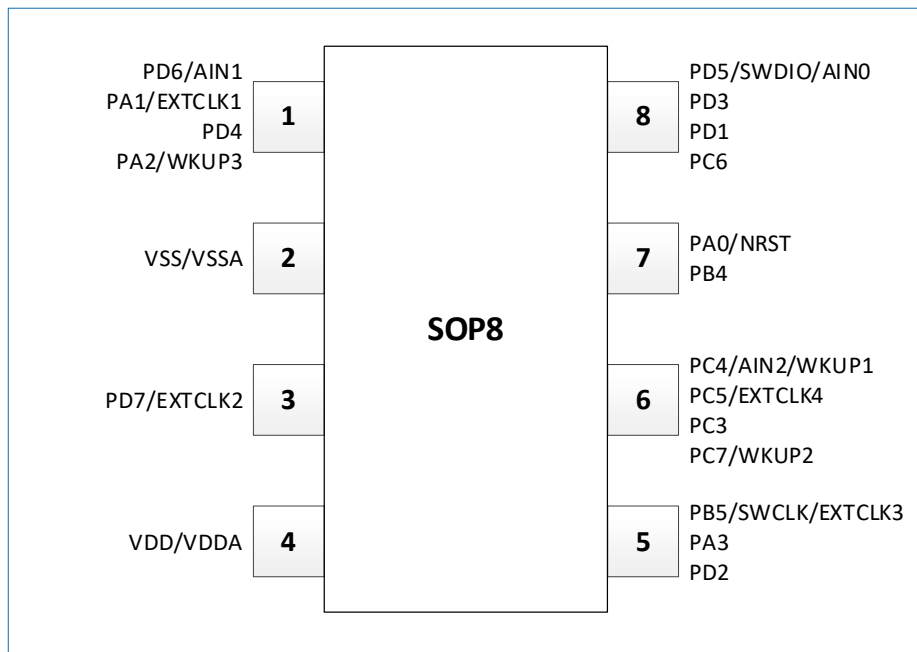 PD6/AIN1
PA1/EXTCLK1
PD4
PA2/WKUP3
1
VSS/VSSA
2
PD7/EXTCLK2
3
VDD/VDDA
4
SOP8
8
PD5/SWDIO/AIN0
PD3
PD1
PC6
7
PA0/NRST
PB4
6
PC4/AIN2/WKUP1
PC5/EXTCLK4
PC3
PC7/WKUP2
5
PB5/SWCLK/EXTCLK3
PA3
PD2